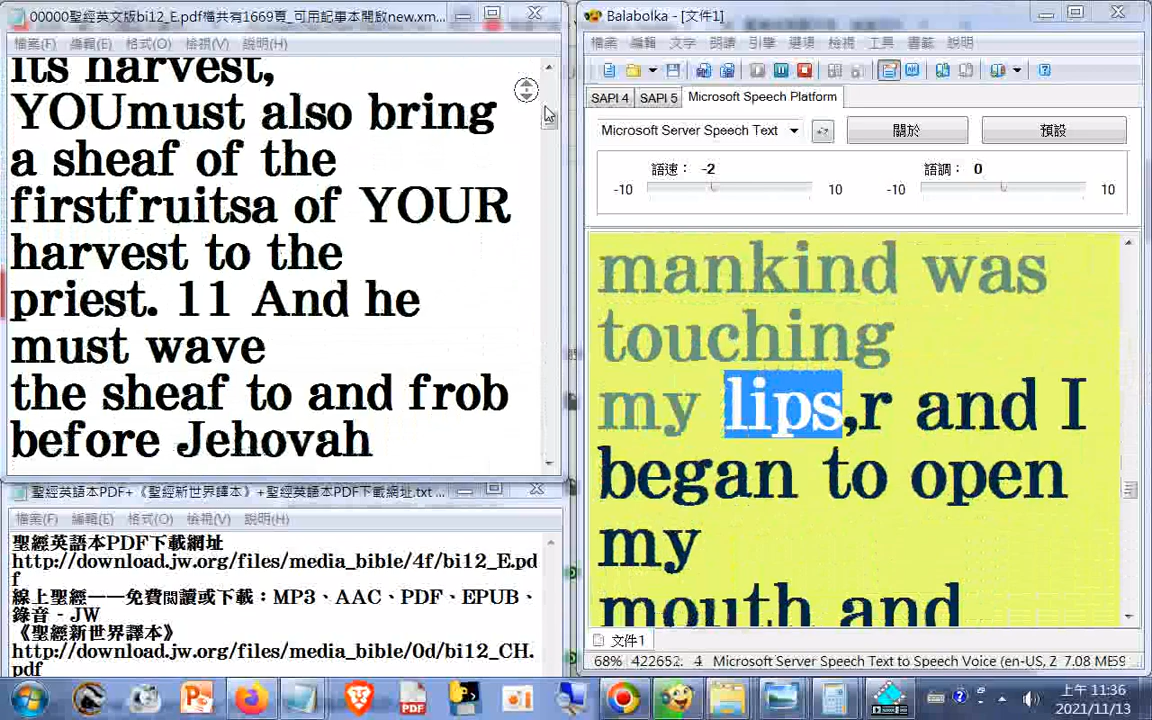 00000聖經英文版bi12_E.pdf檔共有1669頁_可用記事本開啟new.xm...
檔案(F) 編輯(E) 格式(O) 檢視(V) 說明(H)
its harvest,
YOUmust also bring
a sheaf of the
firstfruitsa of YOUR
harvest to the
priest. 11 And he
must wave
the sheaf to and frob
before Jehovah
聖經英語本PDF+《聖經新世界譯本》+聖經英語本PDF下載網址.txt ...
檔案(F) 編輯(E) 格式(O) 檢視(V) 說明(H)
聖經英語本PDF下載網址
http://download.jw.org/files/media_bible/4f/bi12_E.pd
f
線上聖經——免費閱讀或下載：MP3、AAC、PDF、EPUB、
錄音 - JW
《聖經新世界譯本》
http://download.jw.org/files/media_bible/0d/bi12_CH.
pdf
Balabolka - [文件1]
檔案 編輯 文字 朗讀 引擎 選項 檢視 工具 書籤 說明
SAPI 4 SAPI 5 Microsoft Speech Platform
Microsoft Server Speech Text 關於 預設
語速： -2 語調： 0
-10 10 -10 10
mankind was
touching
my lips,r and I
began to open
my
mouth and
文件1
68% 422652. 4 Microsoft Server Speech Text to Speech Voice (en-US, Z 7.08 ME59
PDF
上午 11:36
2021/11/13